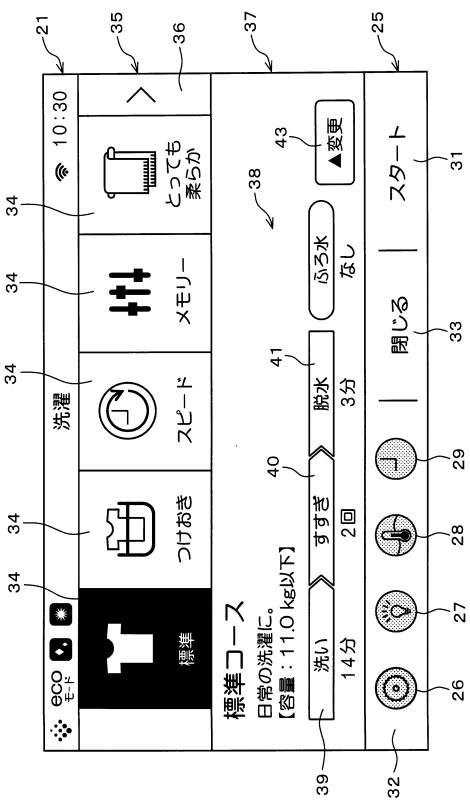 21
35
36
37
25
eco
モード
洗濯
10:30
34
34
34
34
34
標準
つけおき
スピード
メモリー
とっても
柔らか
標準コース
日常の洗濯に。
【容量：11.0 kg以下】
38
39
40
41
43
洗い
すすぎ
脱水
ふろ水
▲変更
14分
2回
3分
なし
閉じる
スタート
32
26
27
28
29
33
31